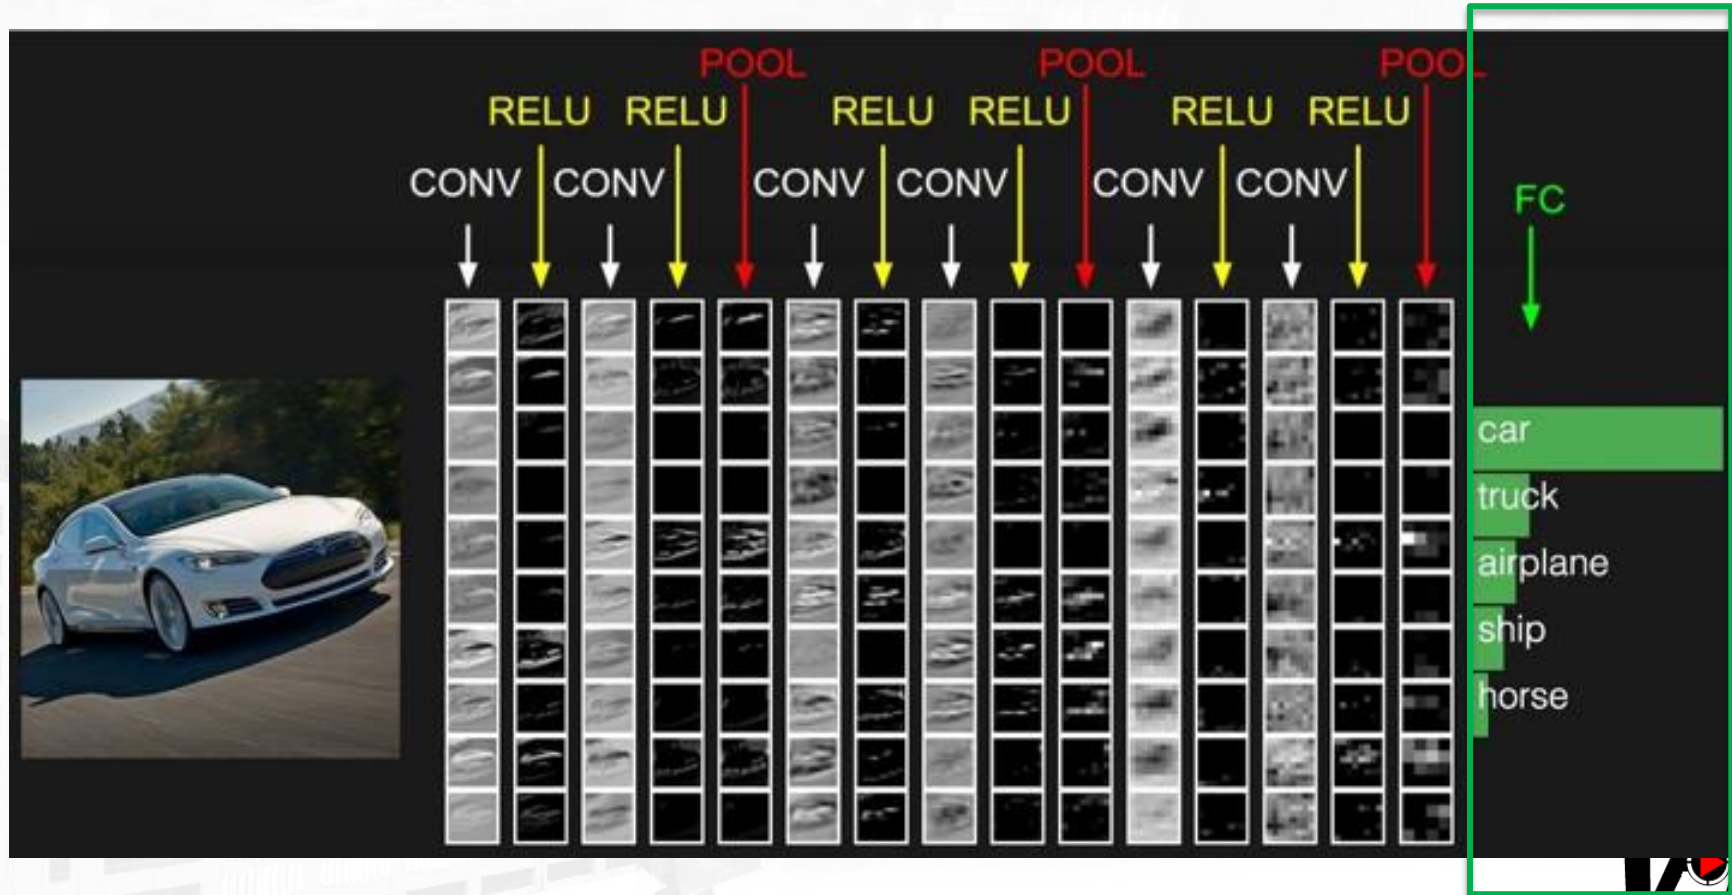 POOL POOL POOL
RELU RELU RELU RELU RELU RELU
CONV CONV CONV CONV CONV CONV
FC
car
truck
airplane
ship
horse